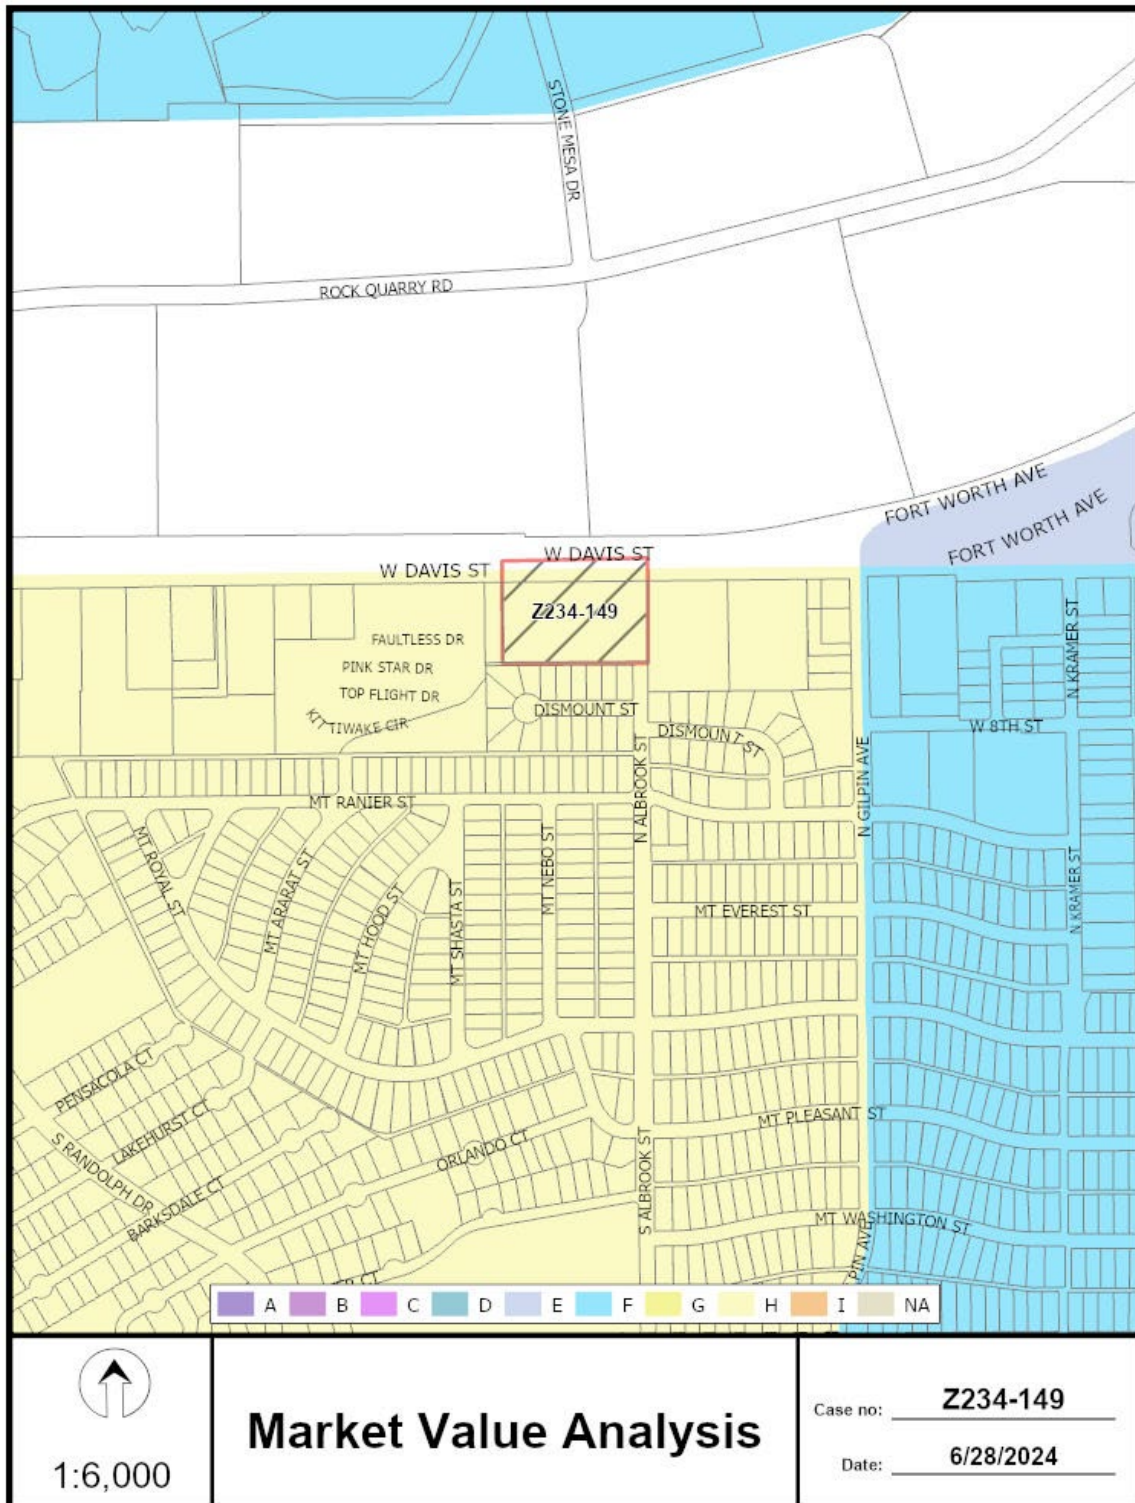 STONE MESA DR
ROCK QUARRY RD
FORT WORTH AVE
FORT WORTH AVE
W DAVIS ST
W DAVIS ST
Z234-149
FAULTLESS DR
PINK STAR DR
TOP FLIGHT DR
KITTIWAKE CIR
DISMOUNT ST
DISMOUNT ST
N KRAMER ST
W 8TH ST
N ALBROOK ST
N GILPIN AVE
MT RANIER ST
MT ROYAL ST
MT ARARAT ST
MT HOOD ST
MT SHASTA ST
MT NEBO ST
MT EVEREST ST
N KRAMER ST
PENSACOLA CT
LAKEHURST CT
S RANDOLPH DR
BARKSDALE CT
ORLANDO CT
S ALBROOK ST
MT PLEASANT ST
MT WASHINGTON ST
PIN AVE
A B C D E F G H I NA
1:6,000
Market Value Analysis
Case no: Z234-149
Date: 6/28/2024